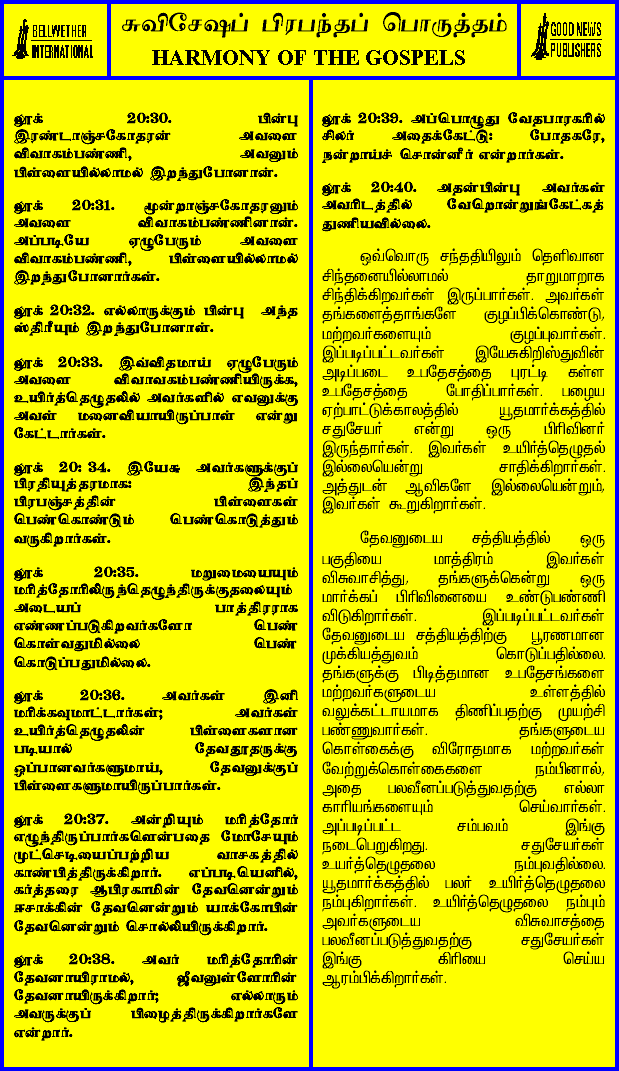 BELLWETHER
INTERNATIONAL
சுவிசேஷப் பிரபந்தப் பொருத்தம்
HARMONY OF THE GOSPELS
GOOD NEWS
PUBLISHERS
லூக் 20:30. பின்பு
இரண்டாஞ்சகோதரன் அவளை
விவாகம்பண்ணி, அவனும்
பிள்ளையில்லாமல் இறந்துபோனான்.
லூக் 20:31. மூன்றாஞ்சகோதரனும்
அவளை விவாகம்பண்ணினான்.
அப்படியே ஏழுபேரும் அவளை
விவாகம்பண்ணி, பிள்ளையில்லாமல்
இறந்துபோனார்கள்.
லூக் 20:32. எல்லாருக்கும் பின்பு அந்த
ஸ்திரீயும் இறந்துபோனாள்.
லூக் 20:33. இவ்விதமாய் ஏழுபேரும்
அவளை விவாவகம்பண்ணியிருக்க,
உயிர்த்தெழுதலில் அவர்களில் எவனுக்கு
அவள் மனைவியாயிருப்பாள் என்று
கேட்டார்கள்.
லூக் 20: 34. இயேசு அவர்களுக்குப்
பிரதியுத்தரமாக: இந்தப்
பிரபஞ்சத்தின் பிள்ளைகள்
பெண்கொண்டும் பெண்கொடுத்தும்
வருகிறார்கள்.
லூக் 20:35. மறுமையையும்
மரித்தோரிலிருந்தெழுந்திருக்குதலையும்
அடையப் பாத்திரராக
எண்ணப்படுகிறவர்களோ பெண்
கொள்வதுமில்லை பெண்
கொடுப்பதுமில்லை.
லூக் 20:36. அவர்கள் இனி
மரிக்கவுமாட்டார்கள்; அவர்கள்
உயிர்த்தெழுதலின் பிள்ளைகளான
படியால் தேவதூதருக்கு
ஒப்பானவர்களுமாய், தேவனுக்குப்
பிள்ளைகளுமாயிருப்பார்கள்.
லூக் 20:37. அன்றியும் மரித்தோர்
எழுந்திருப்பார்களென்பதை மோசேயும்
முட்செடியைப்பற்றிய வாசகத்தில்
காண்பித்திருக்கிறார். எப்படியெனில்,
கர்த்தரை ஆபிரகாமின் தேவனென்றும்
ஈசாக்கின் தேவனென்றும் யாக்கோபின்
தேவனென்றும் சொல்லியிருக்கிறார்.
லூக் 20:38. அவர் மரித்தோரின்
தேவனாயிராமல், ஜீவனுள்ளோரின்
தேவனாயிருக்கிறார்; எல்லாரும்
அவருக்குப் பிழைத்திருக்கிறார்களே
என்றார்.
லூக் 20:39. அப்பொழுது வேதபாரகரில்
சிலர் அதைக்கேட்டு: போதகரே,
நன்றாய்ச் சொன்னீர் என்றார்கள்.
லூக் 20:40. அதன்பின்பு அவர்கள்
அவரிடத்தில் வேறொன்றுங்கேட்கத்
துணியவில்லை.
ஒவ்வொரு சந்ததியிலும் தெளிவான
சிந்தனையில்லாமல் தாறுமாறாக
சிந்திக்கிறவர்கள் இருப்பார்கள். அவர்கள்
தங்களைத்தாங்களே குழப்பிக்கொண்டு,
மற்றவர்களையும் குழப்புவார்கள்.
இப்படிப்பட்டவர்கள் இயேசுகிறிஸ்துவின்
அடிப்படை உபதேசத்தை புரட்டி கள்ள
உபதேசத்தை போதிப்பார்கள். பழைய
ஏற்பாட்டுக்காலத்தில் யூதமார்க்கத்தில்
சதுசேயர் என்று ஒரு பிரிவினர்
இருந்தார்கள். இவர்கள் உயிர்த்தெழுதல்
இல்லையென்று சாதிக்கிறார்கள்.
அத்துடன் ஆவிகளே இல்லையென்றும்,
இவர்கள் கூறுகிறார்கள்.
தேவனுடைய சத்தியத்தில் ஒரு
பகுதியை மாத்திரம் இவர்கள்
விசுவாசித்து, தங்களுக்கென்று ஒரு
மார்க்கப் பிரிவினையை உண்டுபண்ணி
விடுகிறார்கள். இப்படிப்பட்டவர்கள்
தேவனுடைய சத்தியத்திற்கு பூரணமான
முக்கியத்துவம் கொடுப்பதில்லை.
தங்களுக்கு பிடித்தமான உபதேசங்களை
மற்றவர்களுடைய உள்ளத்தில்
வலுக்கட்டாயமாக திணிப்பதற்கு முயற்சி
பண்ணுவார்கள். தங்களுடைய
கொள்கைக்கு விரோதமாக மற்றவர்கள்
வேற்றுக்கொள்கைகளை நம்பினால்,
அதை பலவீனப்படுத்துவதற்கு எல்லா
காரியங்களையும் செய்வார்கள்.
அப்படிப்பட்ட சம்பவம் இங்கு
நடைபெறுகிறது. சதுசேயர்கள்
உயர்த்தெழுதலை நம்புவதில்லை.
யூதமார்க்கத்தில் பலர் உயிர்த்தெழுதலை
நம்புகிறார்கள். உயிர்த்தெழுதலை நம்பும்
அவர்களுடைய விசுவாசத்தை
பலவீனப்படுத்துவதற்கு சதுசேயர்கள்
இங்கு கிரியை செய்ய
ஆரம்பிக்கிறார்கள்.